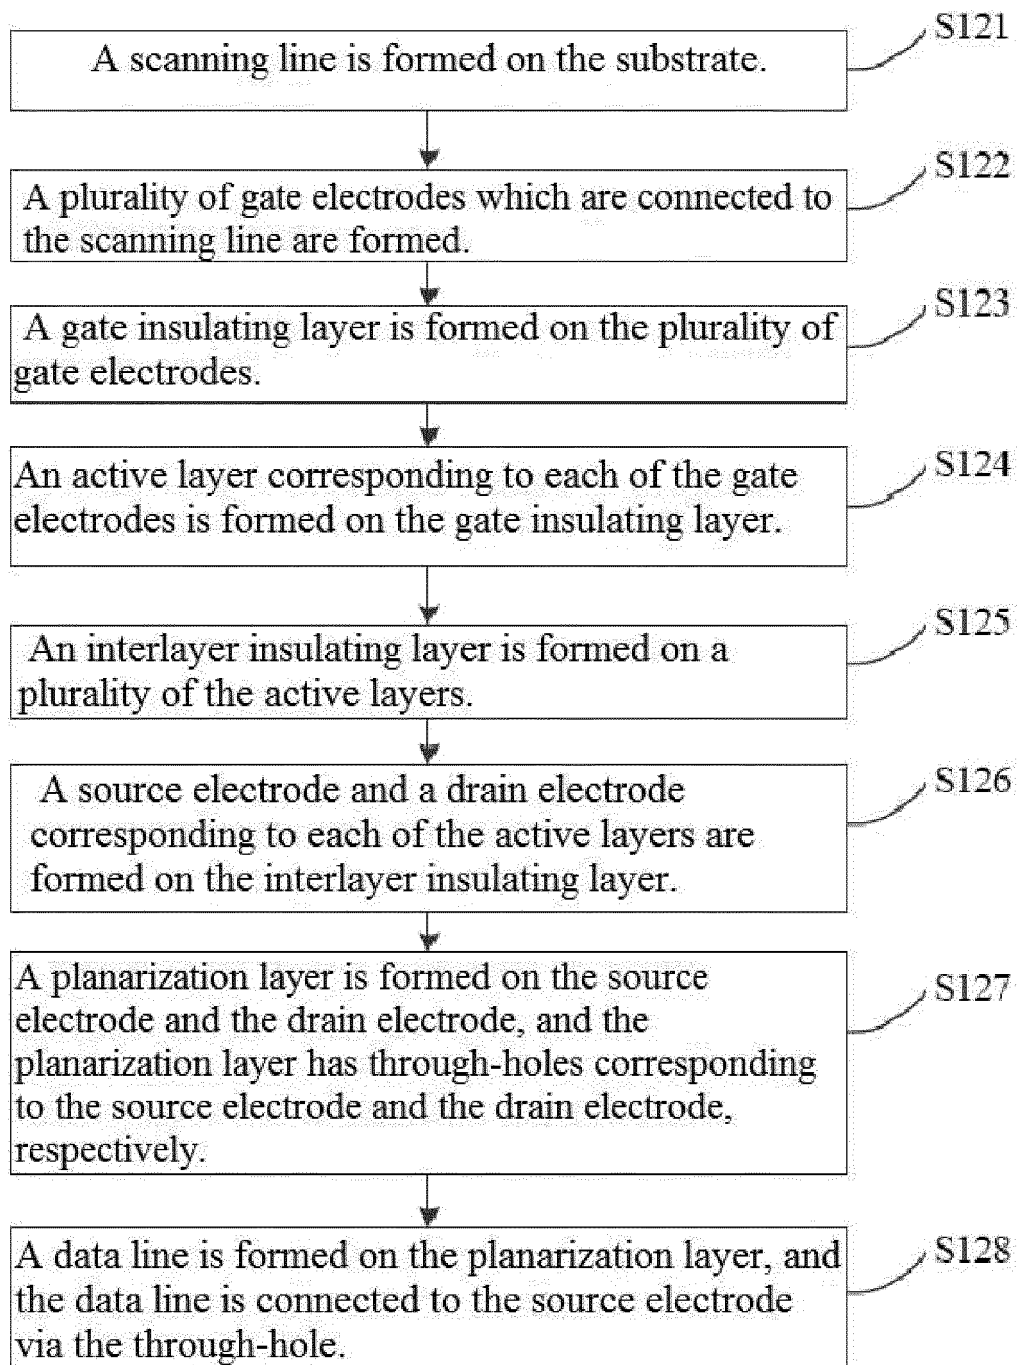 S121
A scanning line is formed on the substrate.
S122
A plurality of gate electrodes which are connected to
the scanning line are formed.
S123
A gate insulating layer is formed on the plurality of
gate electrodes.
S124
An active layer corresponding to each of the gate
electrodes is formed on the gate insulating layer.
S125
An interlayer insulating layer is formed on a
plurality of the active layers.
S126
A source electrode and a drain electrode
corresponding to each of the active layers are
formed on the interlayer insulating layer.
S127
A planarization layer is formed on the source
electrode and the drain electrode, and the
planarization layer has through-holes corresponding
to the source electrode and the drain electrode,
respectively.
S128
A data line is formed on the planarization layer, and
the data line is connected to the source electrode
via the through-hole.